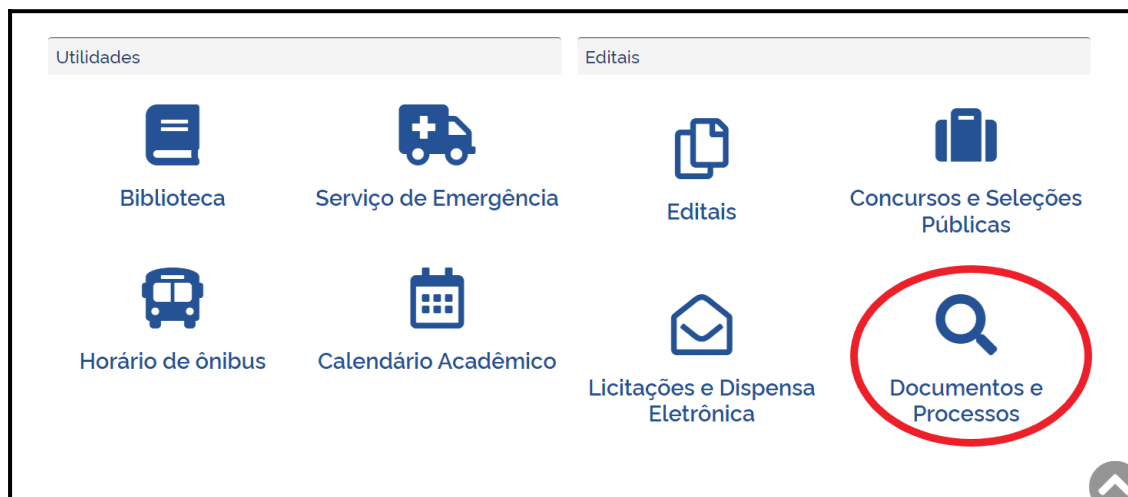 Utilidades
Biblioteca
Serviço de Emergência
Horário de ônibus
Calendário Acadêmico
Editais
Editais
Concursos e Seleções
Públicas
Licitações e Dispensa
Eletrônica
Documentos e
Processos